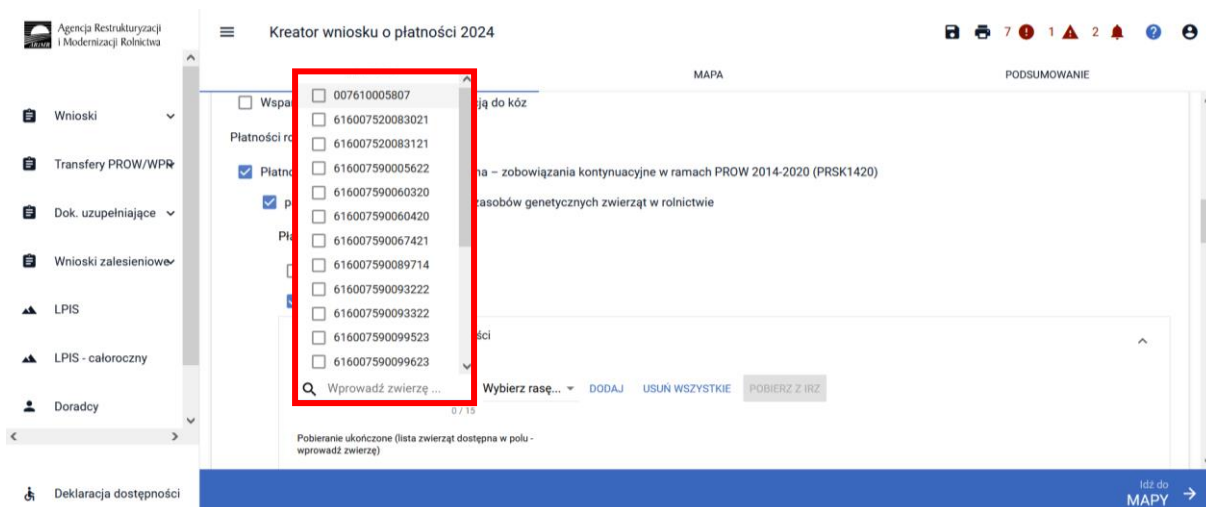 Agencja Restrukturyzacji
i Modernizacji Rolnictwa
ARiMR
Kreator wniosku o płatności 2024
7
1
2
MAPA
PODSUMOWANIE
Wnioski
Transfery PROW/WPR
Dok. uzupełniające
Wnioski zalesieniowe
LPIS
LPIS - całoroczny
Doradcy
Deklaracja dostępności
007610005807
616007520083021
616007520083121
616007590005622
616007590060320
616007590060420
616007590067421
616007590089714
616007590093222
616007590093322
616007590099523
616007590099623
Wprowadź zwierzę ...
Wspa
ją do kóz
Płatności ro
Płatno
na – zobowiązania kontynuacyjne w ramach PROW 2014-2020 (PRSK1420)
p
zasobów genetycznych zwierząt w rolnictwie
Pła
ści
Wybierz rasę...
DODAJ
USUŃ WSZYSTKIE
POBIERZ Z IRZ
0 / 15
Pobieranie ukończone (lista zwierząt dostępna w polu -
wprowadź zwierzę)
Idź do
MAPY